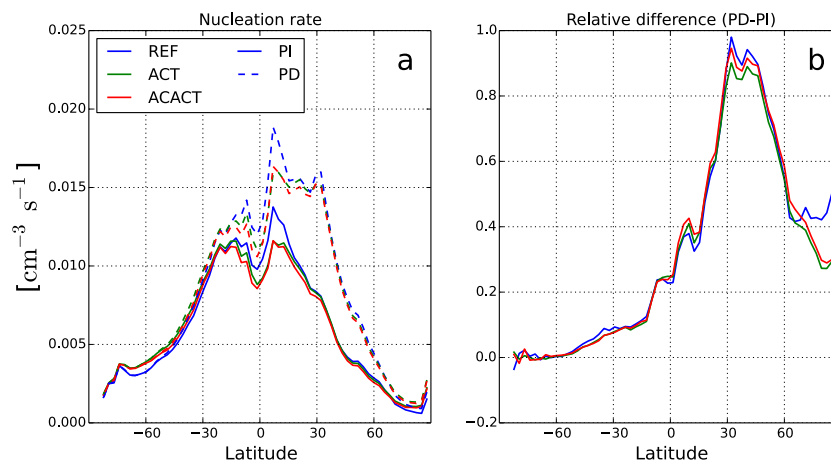 Nucleation rate
a
REF
ACT
ACACT
PI
PD
[cm⁻³ s⁻¹]
0.025
0.020
0.015
0.010
0.005
0.000
−60 −30 0 30 60
Latitude
Relative difference (PD-PI)
b
1.0
0.8
0.6
0.4
0.2
0.0
−0.2
−60 −30 0 30 60
Latitude